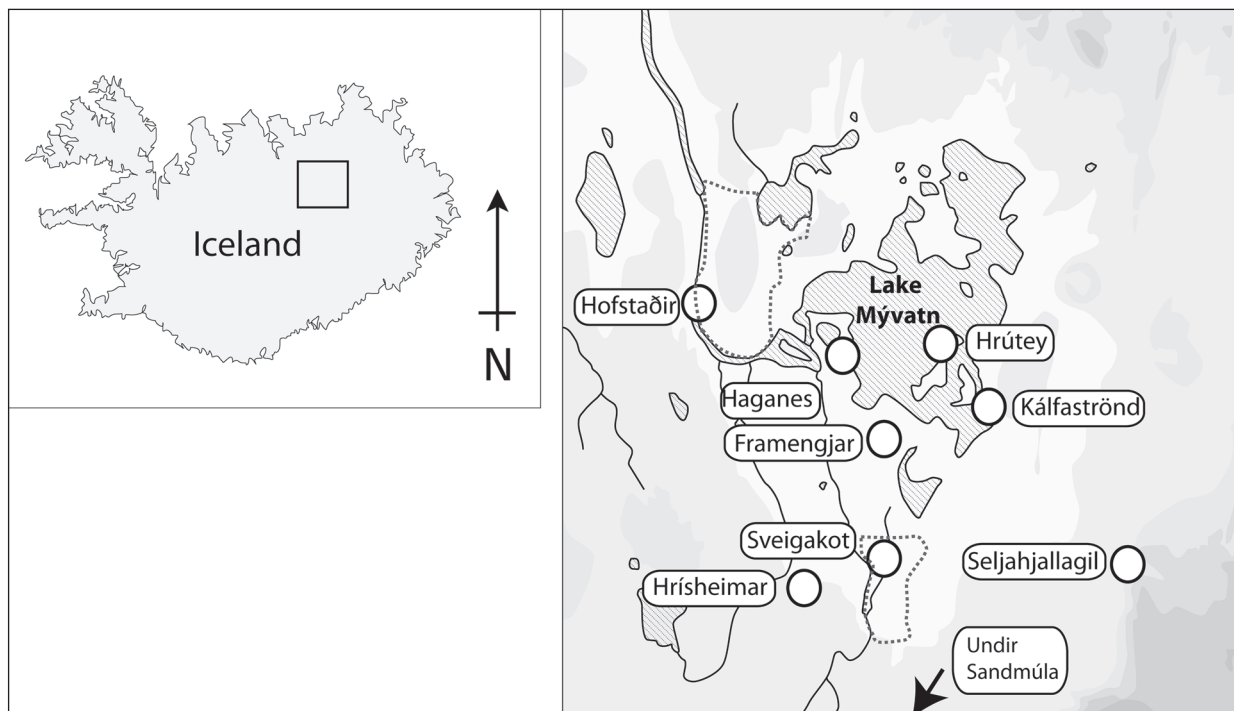 Iceland
N
Lake
Mývatn
Hofstaðir
Hrútey
Haganes
Kálfaströnd
Framengjar
Sveigakot
Seljahjallagil
Hrísheimar
Undir
Sandmúla